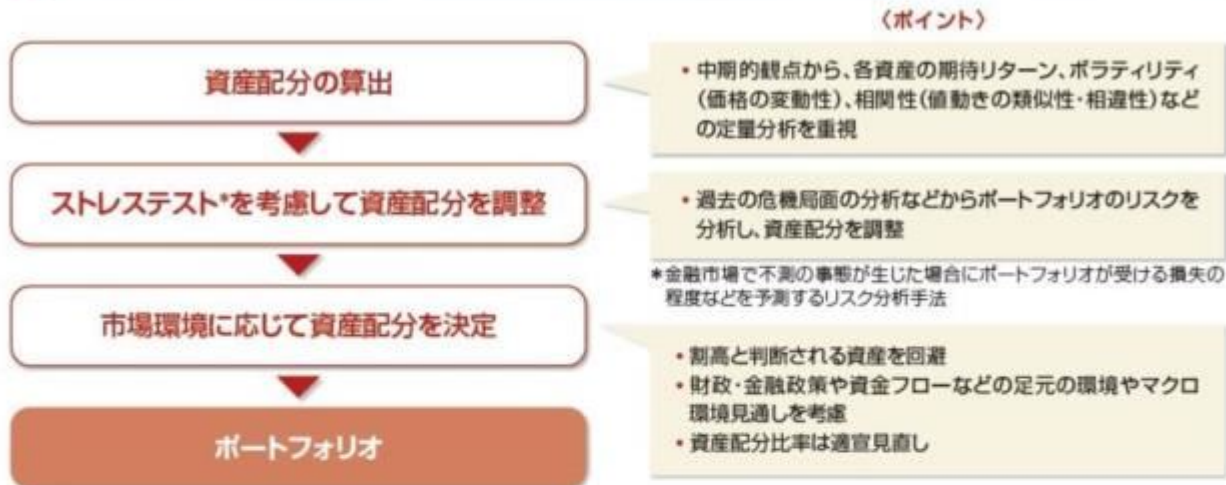 〈ポイント〉
資産配分の算出
• 中期的観点から、各資産の期待リターン、ボラティリティ
(価格の変動性)、相関性(値動きの類似性・相違性)など
の定量分析を重視
ストレステスト*を考慮して資産配分を調整
• 過去の危機局面の分析などからポートフォリオのリスクを
分析し、資産配分を調整
*金融市場で不測の事態が生じた場合にポートフォリオが受ける損失の
程度などを予測するリスク分析手法
市場環境に応じて資産配分を決定
• 割高と判断される資産を回避
• 財政・金融政策や資金フローなどの足元の環境やマクロ
環境見通しを考慮
• 資産配分比率は適宜見直し
ポートフォリオ